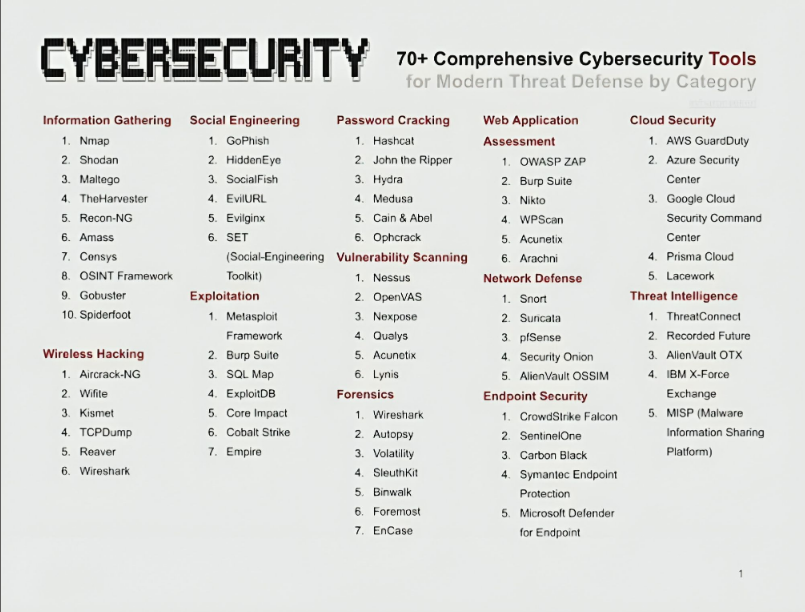 CYBERSECURITY
70+ Comprehensive Cybersecurity Tools
for Modern Threat Defense by Category
Information Gathering
1. Nmap
2. Shodan
3. Maltego
4. TheHarvester
5. Recon-NG
6. Amass
7. Censys
8. OSINT Framework
9. Gobuster
10. Spiderfoot
Wireless Hacking
1. Aircrack-NG
2. Wifite
3. Kismet
4. TCPDump
5. Reaver
6. Wireshark
Social Engineering
1. GoPhish
2. HiddenEye
3. SocialFish
4. EvilURL
5. Evilginx
6. SET
(Social-Engineering
Toolkit)
Exploitation
1. Metasploit
Framework
2. Burp Suite
3. SQL Map
4. ExploitDB
5. Core Impact
6. Cobalt Strike
7. Empire
Password Cracking
1. Hashcat
2. John the Ripper
3. Hydra
4. Medusa
5. Cain & Abel
6. Ophcrack
Vulnerability Scanning
1. Nessus
2. OpenVAS
3. Nexpose
4. Qualys
5. Acunetix
6. Lynis
Forensics
1. Wireshark
2. Autopsy
3. Volatility
4. SleuthKit
5. Binwalk
6. Foremost
7. EnCase
Web Application
Assessment
1. OWASP ZAP
2. Burp Suite
3. Nikto
4. WPScan
5. Acunetix
6. Arachni
Network Defense
1. Snort
2. Suricata
3. pfSense
4. Security Onion
5. AlienVault OSSIM
Endpoint Security
1. CrowdStrike Falcon
2. SentinelOne
3. Carbon Black
4. Symantec Endpoint
Protection
5. Microsoft Defender
for Endpoint
Cloud Security
1. AWS GuardDuty
2. Azure Security
Center
3. Google Cloud
Security Command
Center
4. Prisma Cloud
5. Lacework
Threat Intelligence
1. ThreatConnect
2. Recorded Future
3. AlienVault OTX
4. IBM X-Force
Exchange
5. MISP (Malware
Information Sharing
Platform)
1